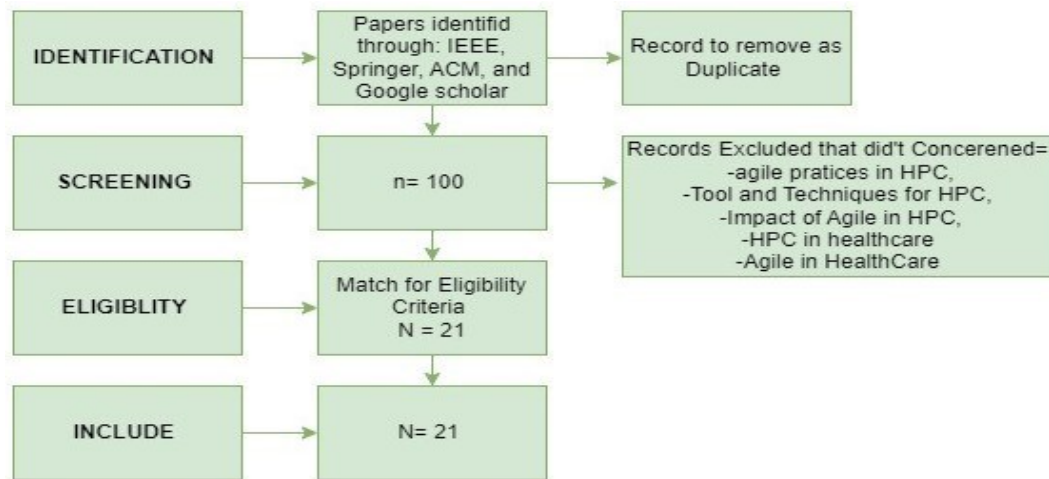 IDENTIFICATION
Papers identifid
through: IEEE,
Springer, ACM, and
Google scholar
Record to remove as
Duplicate
SCREENING
n= 100
Records Excluded that did't Concerened=
-agile pratices in HPC,
-Tool and Techniques for HPC,
-Impact of Agile in HPC,
-HPC in healthcare
-Agile in HealthCare
ELIGIBLITY
Match for Eligibility
Criteria
N = 21
INCLUDE
N= 21